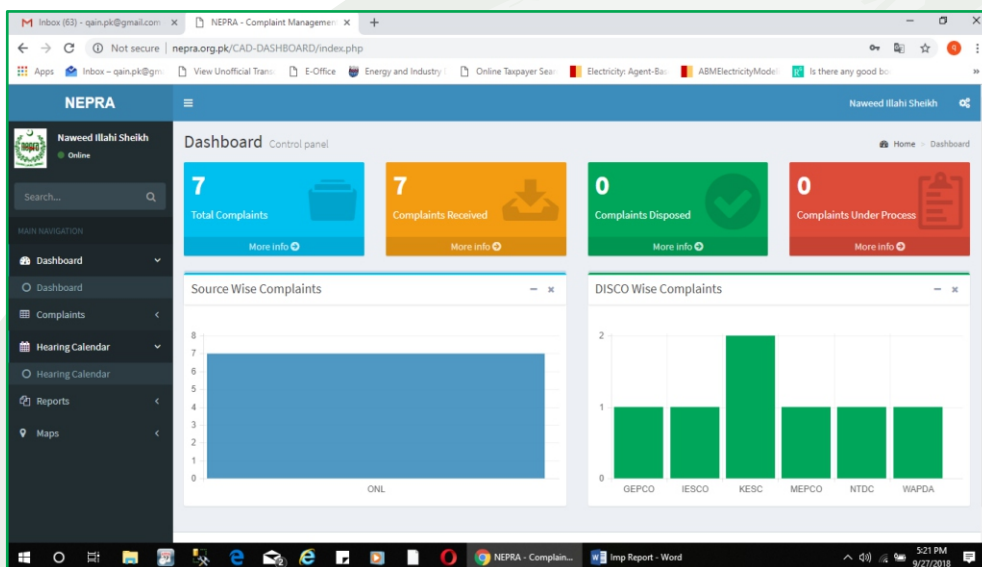 Inbox (63) - qain.pk@gmail.com
NEPRA - Complaint Management
Not secure | nepra.org.pk/CAD-DASHBOARD/index.php
Apps
Inbox – qain.pk@gm
View Unofficial Trans
E-Office
Energy and Industry
Online Taxpayer Sear
Electricity: Agent-Bas
ABMElectricityModel
Is there any good bo
NEPRA
Naweed Illahi Sheikh
Naweed Illahi Sheikh
Online
Search...
MAIN NAVIGATION
Dashboard
Dashboard
Complaints
Hearing Calendar
Hearing Calendar
Reports
Maps
Dashboard Control panel
Home > Dashboard
7
Total Complaints
More info
7
Complaints Received
More info
0
Complaints Disposed
More info
0
Complaints Under Process
More info
Source Wise Complaints
8
7
6
5
4
3
2
1
0
ONL
DISCO Wise Complaints
2
1
0
GEPCO IESCO KESC MEPCO NTDC WAPDA
NEPRA - Complain...
Imp Report - Word
5:21 PM
9/27/2018